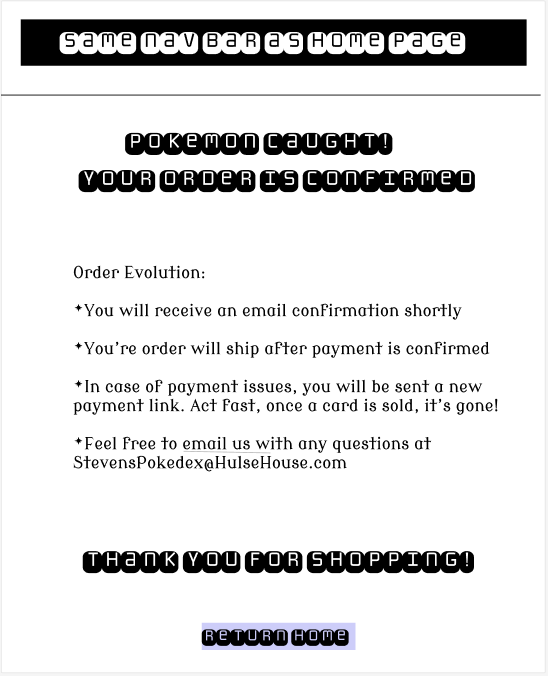 Same Nav Bar as Home Page
Pokemon Caught!
Your Order is Confirmed
Order Evolution:
✦You will receive an email confirmation shortly
✦You’re order will ship after payment is confirmed
✦In case of payment issues, you will be sent a new
payment link. Act fast, once a card is sold, it’s gone!
✦Feel free to email us with any questions at
StevensPokedex@HulseHouse.com
Thank You For Shopping!
Return Home